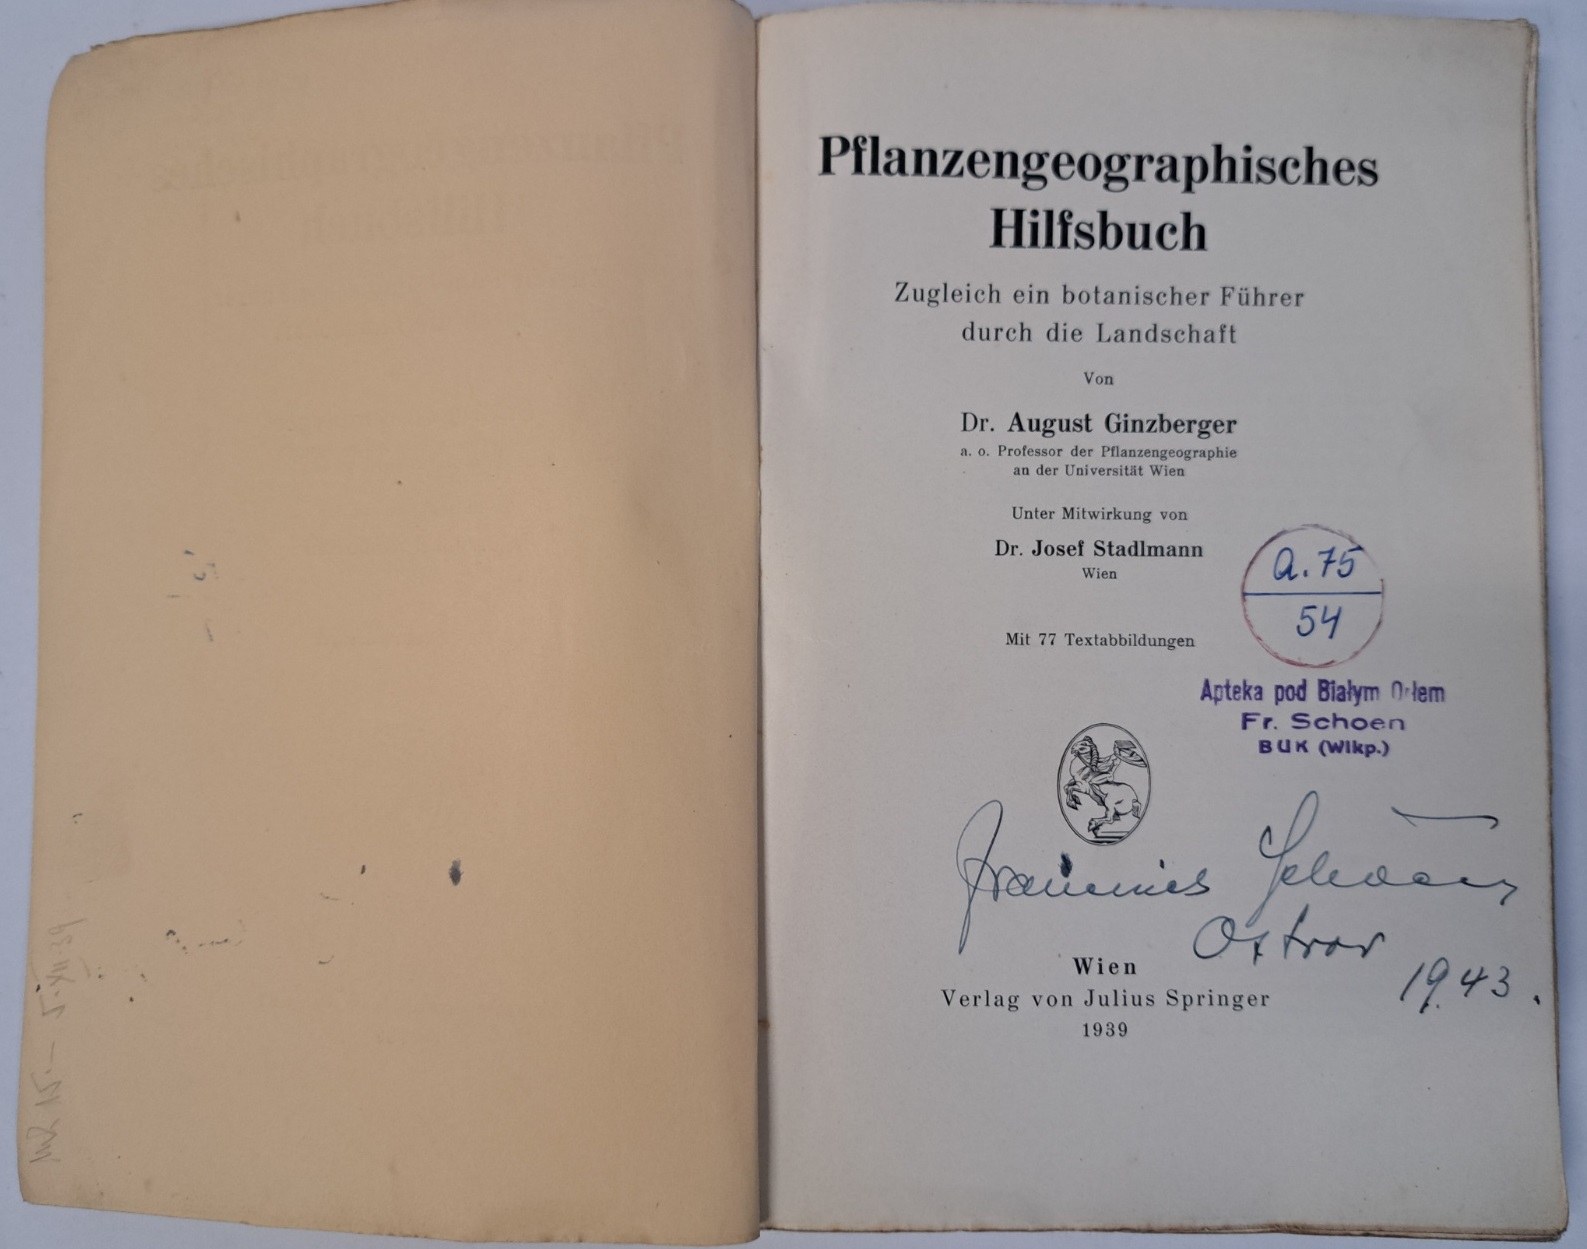 Pflanzengeographisches
Hilfsbuch
Zugleich ein botanischer Führer
durch die Landschaft
Von
Dr. August Ginzberger
a. o. Professor der Pflanzengeographie
an der Universität Wien
Unter Mitwirkung von
Dr. Josef Stadlmann
Wien
Mit 77 Textabbildungen
a. 75
54
Apteka pod Białym Orłem
Fr. Schoen
BUK (Wlkp.)
1943.
Wien
Verlag von Julius Springer
1939